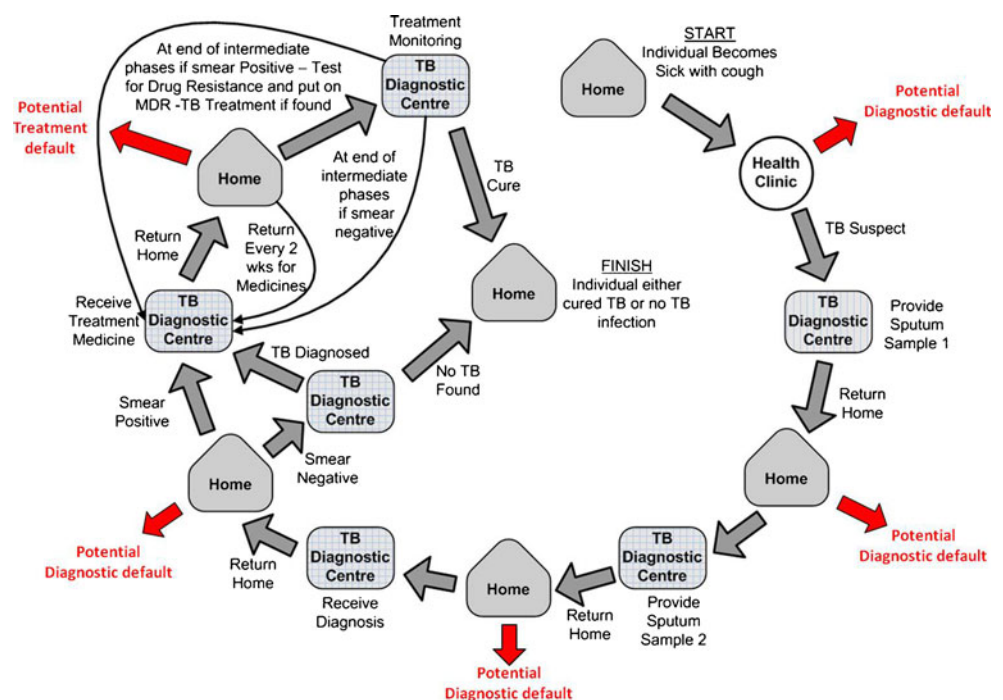 START
Individual Becomes
Sick with cough
Home
Potential
Diagnostic default
Health
Clinic
TB Suspect
TB
Diagnostic
Centre
Provide
Sputum
Sample 1
Return
Home
Home
Potential
Diagnostic default
TB
Diagnostic
Centre
Provide
Sputum
Sample 2
Return
Home
Home
Potential
Diagnostic default
TB
Diagnostic
Centre
Receive
Diagnosis
Return
Home
Home
Potential
Diagnostic default
Smear
Positive
Smear
Negative
TB
Diagnostic
Centre
TB Diagnosed
No TB
Found
Receive
Treatment
Medicine
TB
Diagnostic
Centre
Return
Home
Home
Return
Every 2
wks for
Medicines
Potential
Treatment
default
Treatment
Monitoring
TB
Diagnostic
Centre
At end of intermediate
phases if smear Positive – Test
for Drug Resistance and put on
MDR -TB Treatment if found
At end of
intermediate
phases
if smear
negative
TB
Cure
Home
FINISH
Individual either
cured TB or no TB
infection